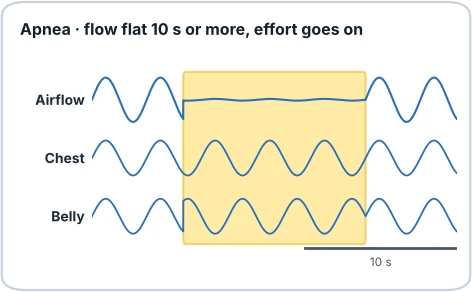 Apnea · flow flat 10 s or more, effort goes on
Airflow
Chest
Belly
10 s